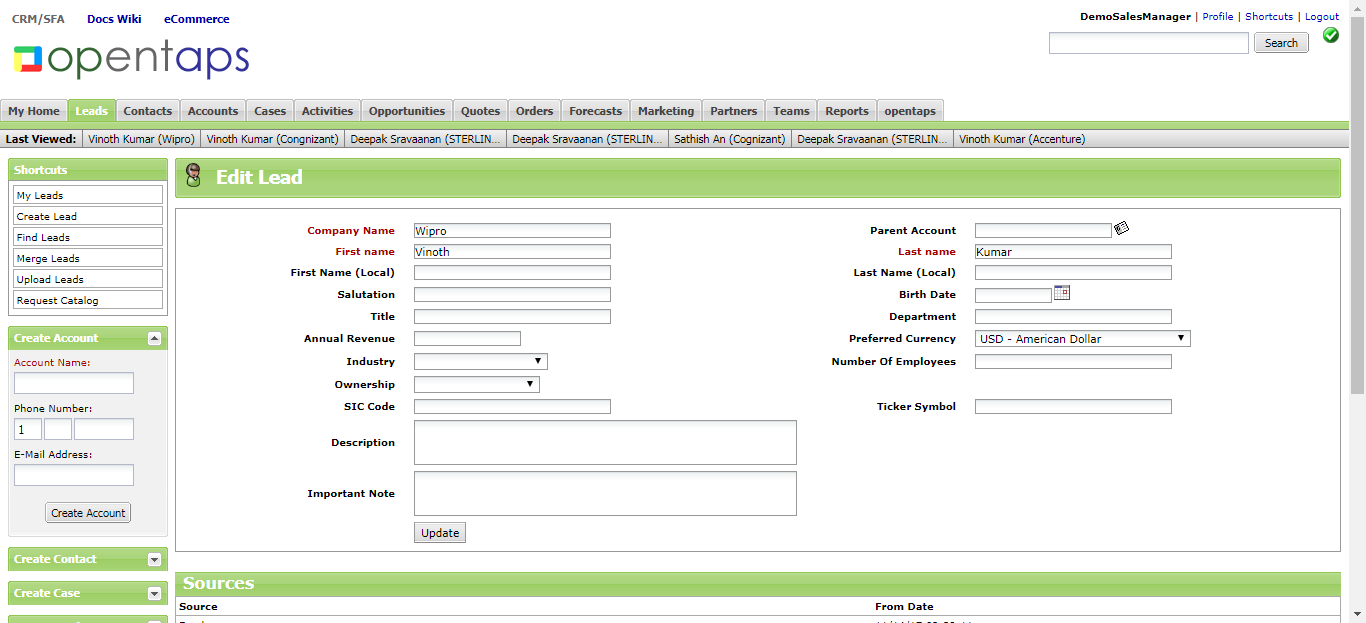 CRM/SFA Docs Wiki eCommerce
DemoSalesManager | Profile | Shortcuts | Logout
opentaps
Search
My Home Leads Contacts Accounts Cases Activities Opportunities Quotes Orders Forecasts Marketing Partners Teams Reports opentaps
Last Viewed: Vinoth Kumar (Wipro) Vinoth Kumar (Congnizant) Deepak Sravaanan (STERLIN... Deepak Sravaanan (STERLIN... Sathish An (Cognizant) Deepak Sravaanan (STERLIN... Vinoth Kumar (Accenture)
Shortcuts
My Leads
Create Lead
Find Leads
Merge Leads
Upload Leads
Request Catalog
Create Account
Account Name:
Phone Number:
1
E-Mail Address:
Create Account
Create Contact
Create Case
Edit Lead
Company Name Wipro Parent Account
First name Vinoth Last name Kumar
First Name (Local) Last Name (Local)
Salutation Birth Date
Title Department
Annual Revenue Preferred Currency USD - American Dollar
Industry Number Of Employees
Ownership
SIC Code Ticker Symbol
Description
Important Note
Update
Sources
Source From Date